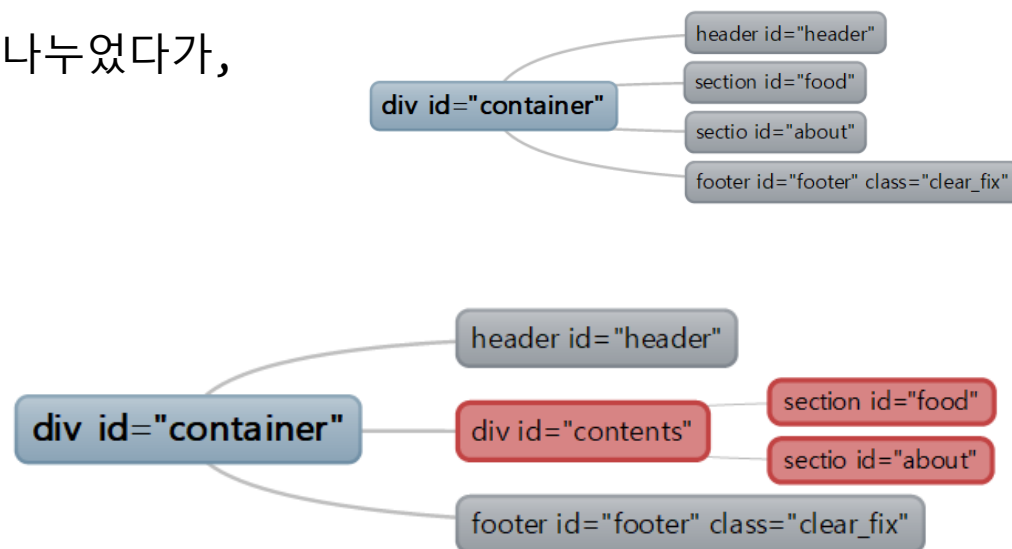 나누었다가,
header id="header"
section id="food"
div id="container"
sectio id="about"
footer id="footer" class="clear_fix"
header id="header"
section id="food"
div id="container"
div id="contents"
sectio id="about"
footer id="footer" class="clear_fix"